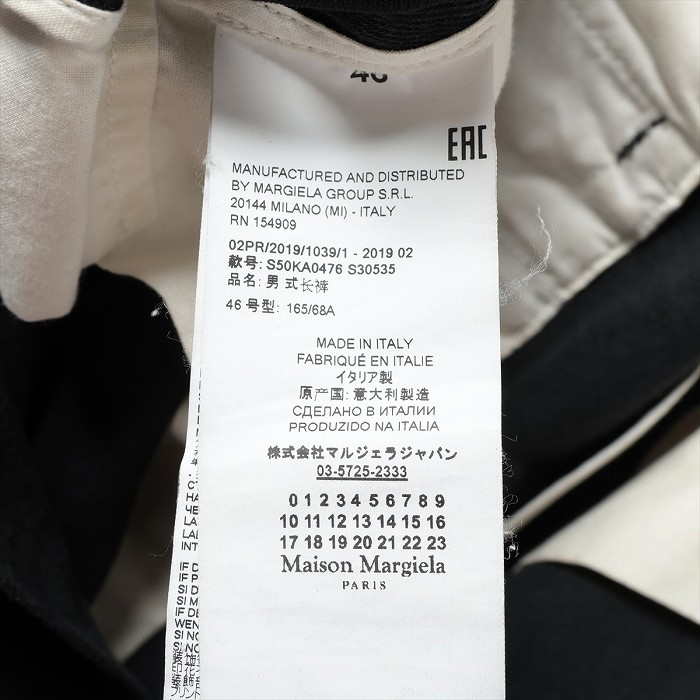 46
EAC
MANUFACTURED AND DISTRIBUTED
BY MARGIELA GROUP S.R.L.
20144 MILANO (MI) - ITALY
RN 154909
02PR/2019/1039/1 - 2019 02
款号: S50KA0476 S30535
品名: 男 式 长裤
46 号型: 165/68A
MADE IN ITALY
FABRIQUÉ EN ITALIE
イタリア製
原产国: 意大利製造
СДЕЛАНО В ИТАЛИИ
PRODUZIDO NA ITALIA
株式会社マルジェラジャパン
03-5725-2333
0 1 2 3 4 5 6 7 8 9
10 11 12 13 14 15 16
17 18 19 20 21 22 23
Maison Margiela
PARIS